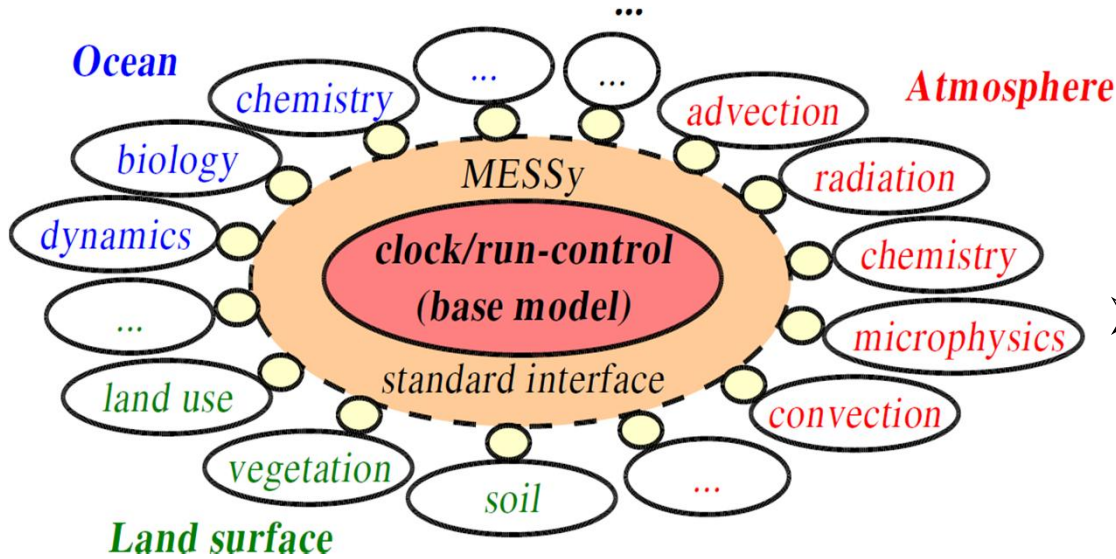 ...
Ocean
...
...
Atmosphere
chemistry
advection
biology
MESSy
radiation
dynamics
clock/run-control
(base model)
chemistry
...
microphysics
land use
standard interface
convection
vegetation
soil
...
Land surface